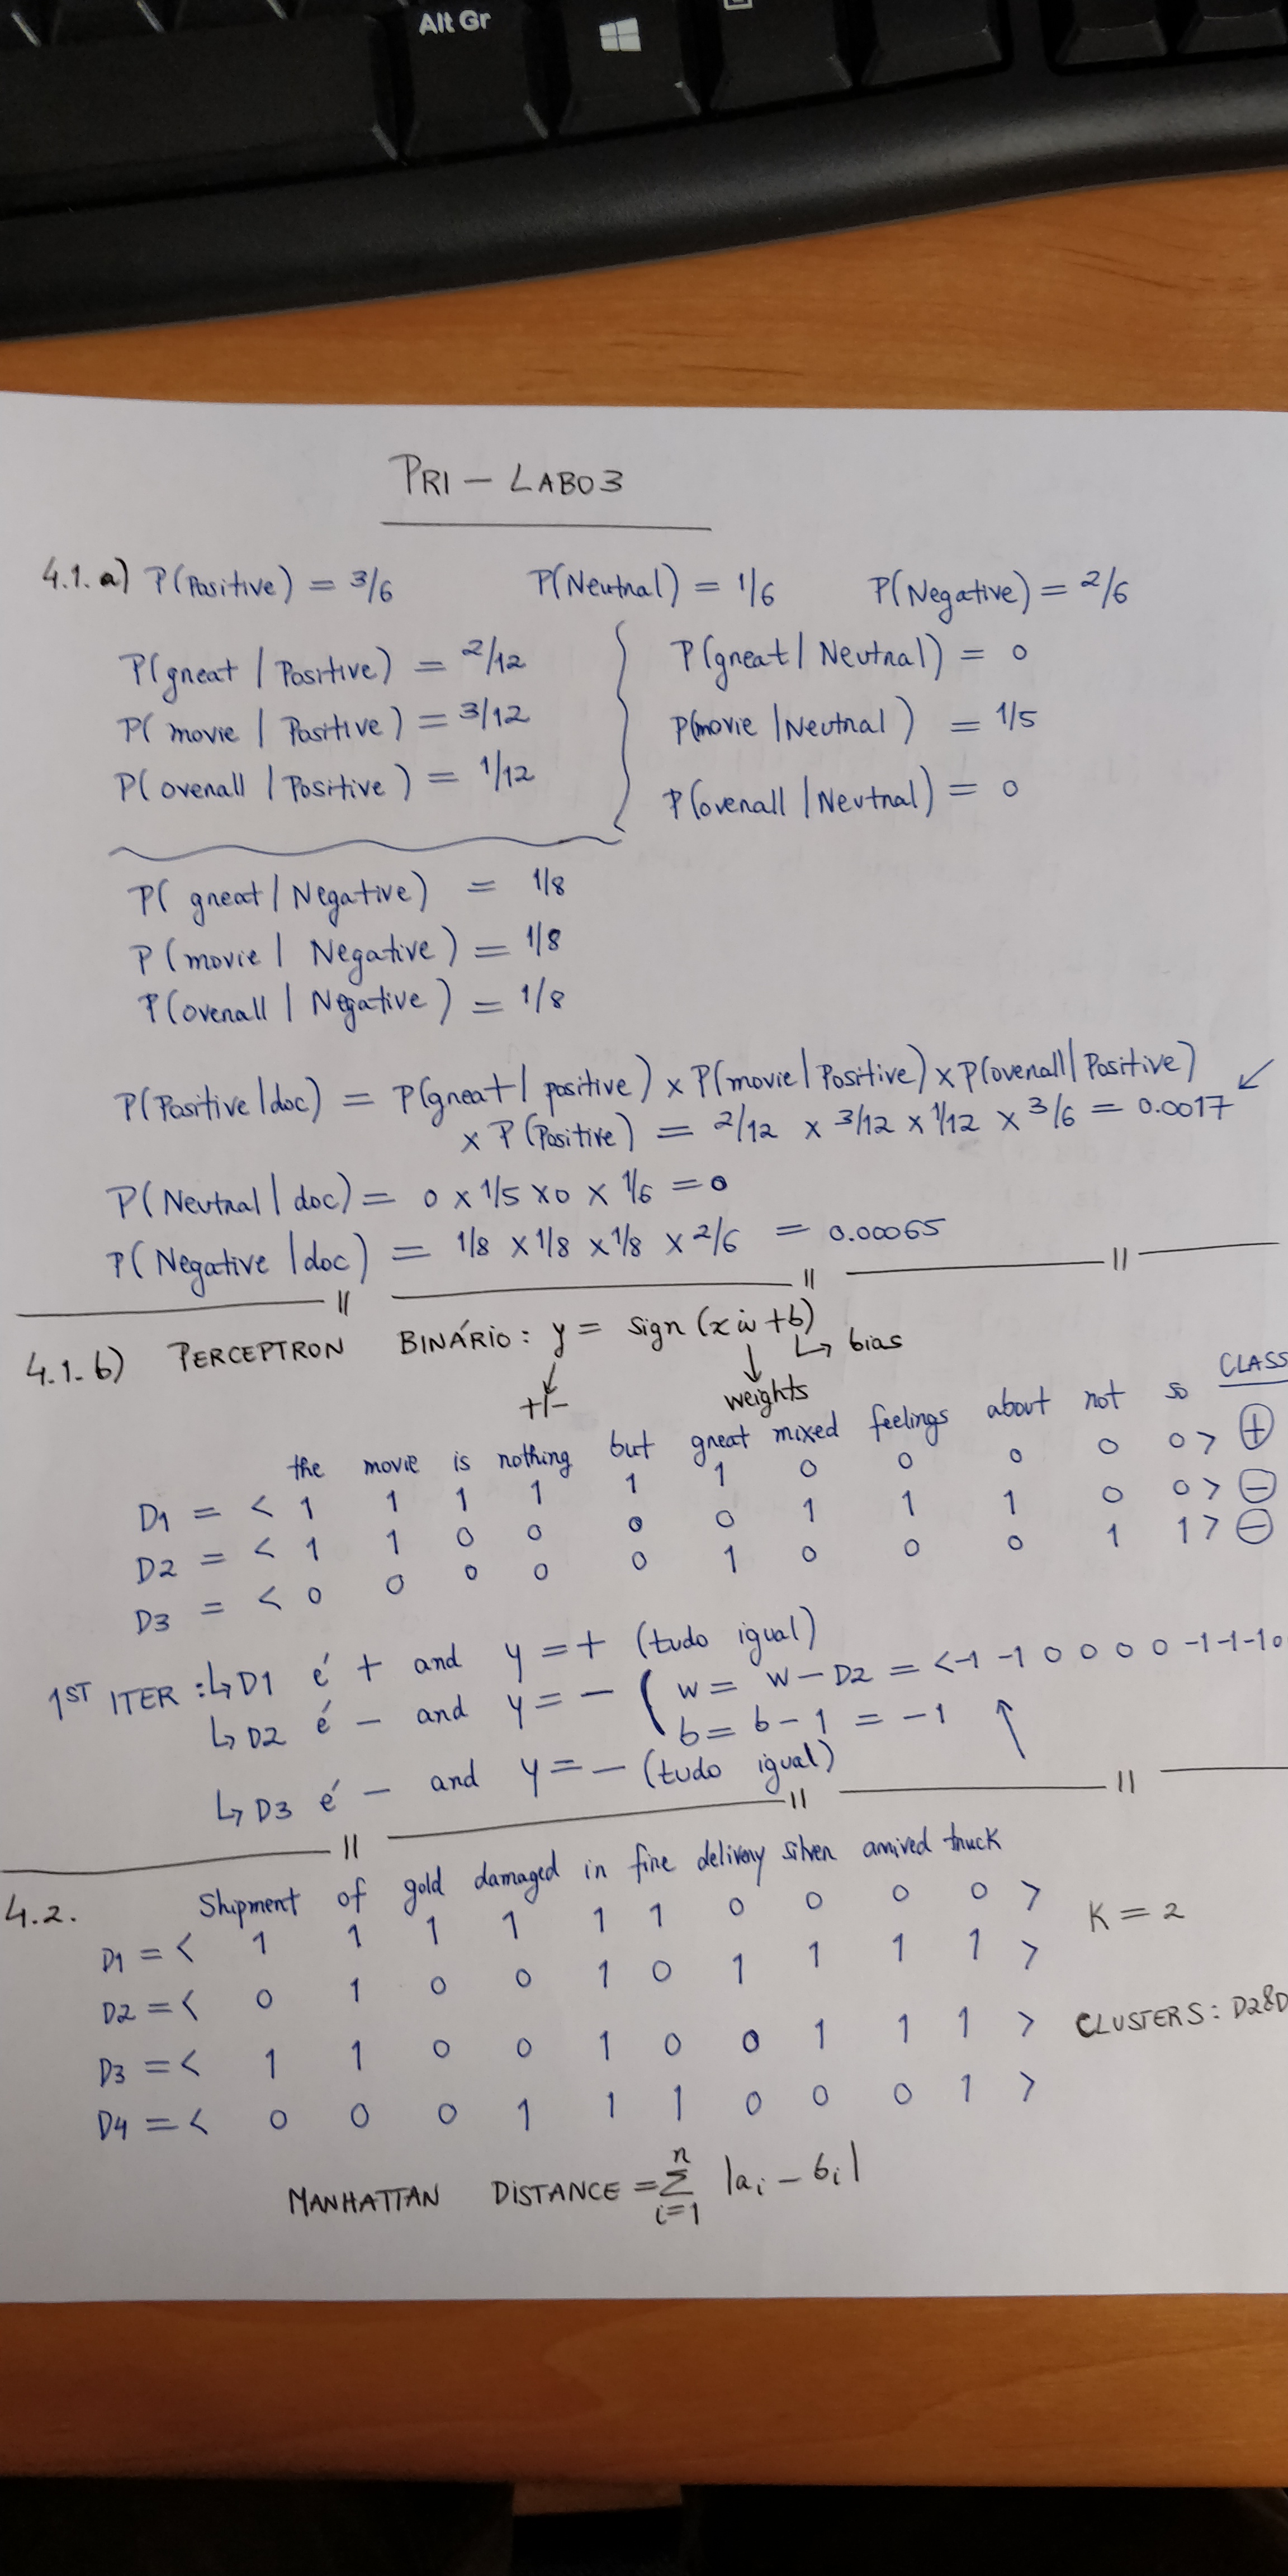 Alt Gr
PRI - LAB03
4.1.a) P(Positive) = 3/6 P(Neutral) = 1/6 P(Negative) = 2/6
P(great | Positive) = 2/12
P(movie | Positive) = 3/12
P(overall | Positive) = 1/12
P(great | Neutral) = 0
P(movie | Neutral) = 1/5
P(overall | Neutral) = 0
P(great | Negative) = 1/8
P(movie | Negative) = 1/8
P(overall | Negative) = 1/8
P(Positive | doc) = P(great | positive) x P(movie | Positive) x P(overall | Positive)
x P(Positive) = 2/12 x 3/12 x 1/12 x 3/6 = 0.0017 ↙
P(Neutral | doc) = 0 x 1/5 x 0 x 1/6 = 0
P(Negative | doc) = 1/8 x 1/8 x 1/8 x 2/6 = 0.00065
4.1.b) PERCEPTRON BINÁRIO: y = sign (x w + b)
↳ bias
+/- weights
the movie is nothing but great mixed feelings about not so CLASS
D1 = < 1 1 1 1 1 1 0 0 0 0 0 > ⊕
D2 = < 1 1 0 0 0 0 1 1 1 0 0 > ⊖
D3 = < 0 0 0 0 0 1 0 0 0 1 1 > ⊖
1ST ITER : ↳ D1 é + and y = + (tudo igual)
↳ D2 é - and y = - ( w = w - D2 = < -1 -1 0 0 0 0 -1 -1 -1 0
b = b - 1 = -1
↳ D3 é - and y = - (tudo igual)
4.2. Shipment of gold damaged in fire delivery silver arrived truck
D1 = < 1 1 1 1 1 1 0 0 0 0 > K = 2
D2 = < 0 1 0 0 1 0 1 1 1 1 >
D3 = < 1 1 0 0 1 0 0 1 1 1 > CLUSTERS: D2&D
D4 = < 0 0 0 1 1 1 0 0 0 1 >
MANHATTAN DISTANCE = n Σ i=1 |ai - bi|